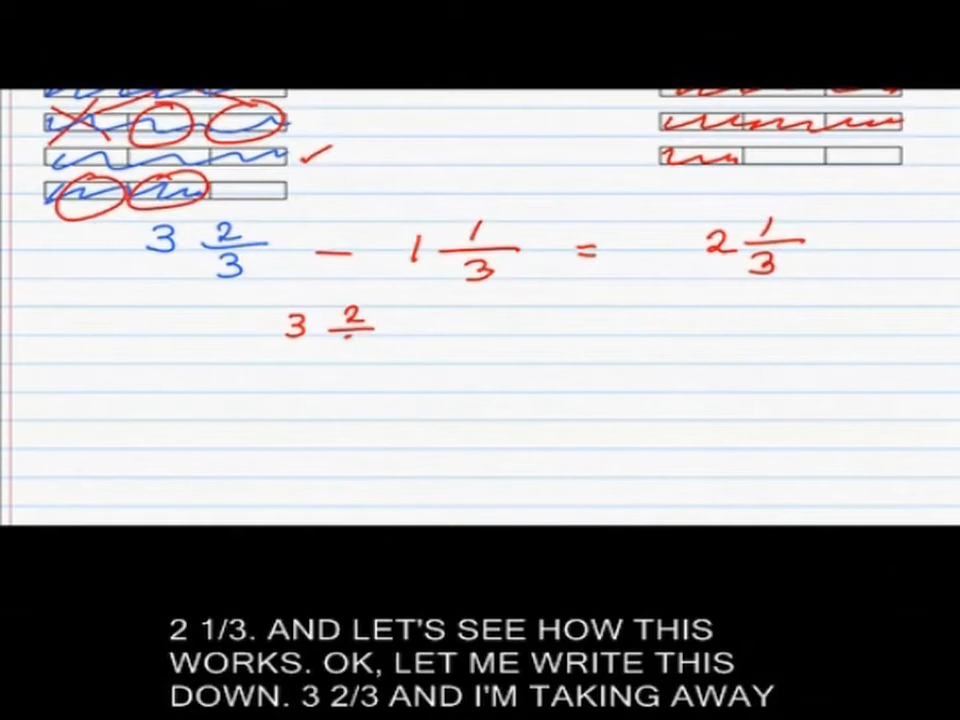 3 2/3 — 1 1/3 = 2 1/3
3 2/
2 1/3. AND LET'S SEE HOW THIS
WORKS. OK, LET ME WRITE THIS
DOWN. 3 2/3 AND I'M TAKING AWAY